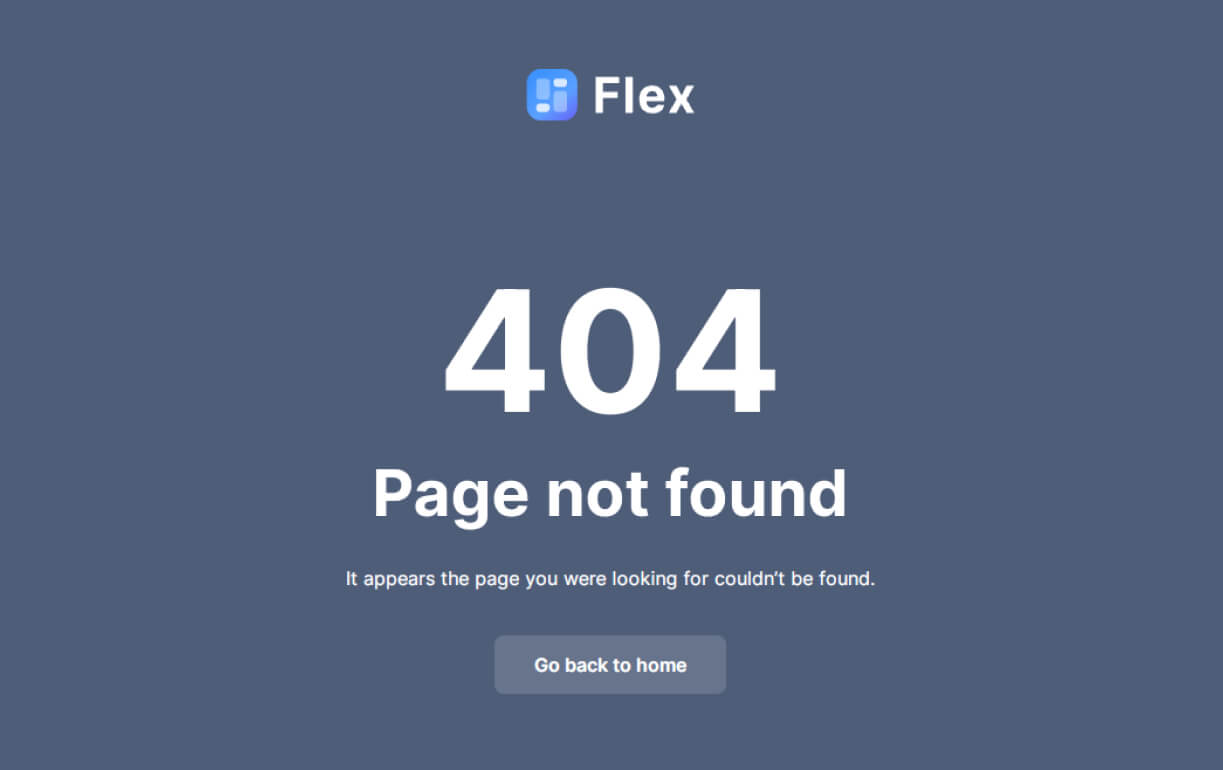 Flex
404
Page not found
It appears the page you were looking for couldn’t be found.
Go back to home